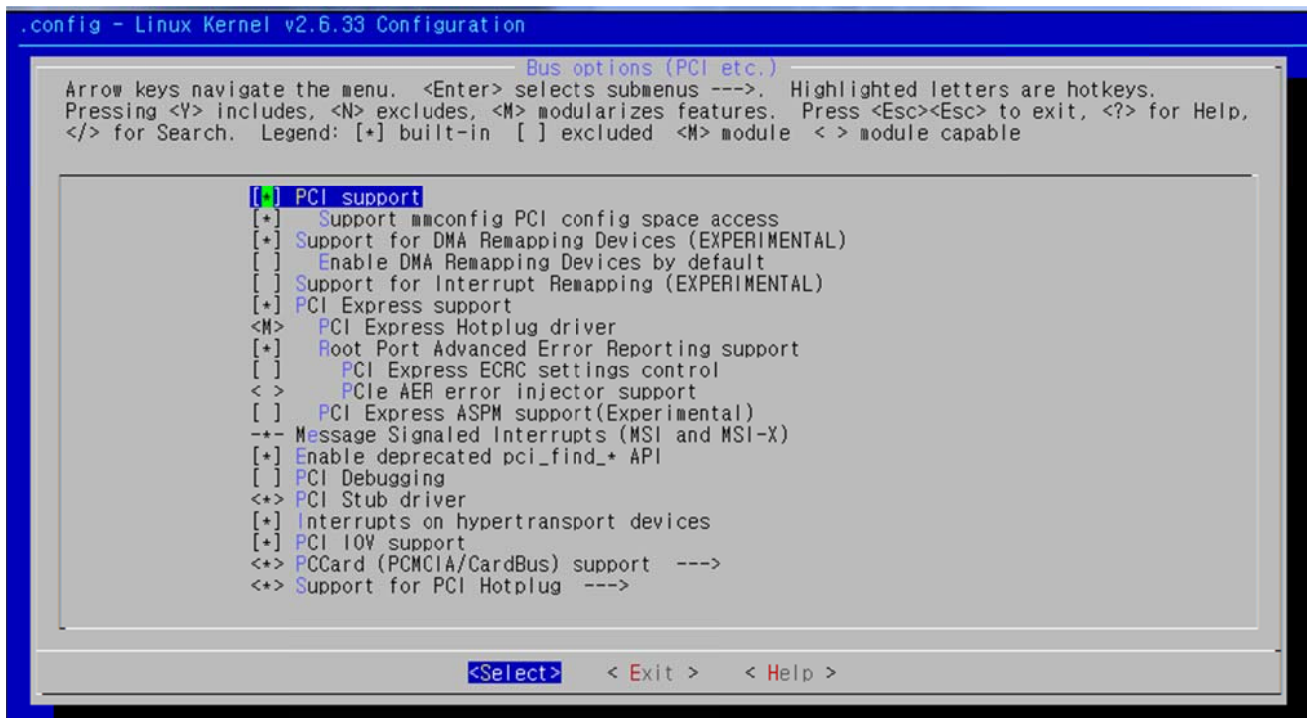 .config - Linux Kernel v2.6.33 Configuration
Bus options (PCI etc.)
Arrow keys navigate the menu.  <Enter> selects submenus --->.  Highlighted letters are hotkeys.
Pressing <Y> includes, <N> excludes, <M> modularizes features.  Press <Esc><Esc> to exit, <?> for Help,
</> for Search.  Legend: [*] built-in  [ ] excluded  <M> module  < > module capable
[*] PCI support
[*]   Support mmconfig PCI config space access
[*] Support for DMA Remapping Devices (EXPERIMENTAL)
[ ]   Enable DMA Remapping Devices by default
[ ] Support for Interrupt Remapping (EXPERIMENTAL)
[*] PCI Express support
<M>   PCI Express Hotplug driver
[*]   Root Port Advanced Error Reporting support
[ ]     PCI Express ECRC settings control
< >     PCIe AER error injector support
[ ]   PCI Express ASPM support(Experimental)
-*- Message Signaled Interrupts (MSI and MSI-X)
[*] Enable deprecated pci_find_* API
[ ] PCI Debugging
<*> PCI Stub driver
[*] Interrupts on hypertransport devices
[*] PCI IOV support
<*> PCCard (PCMCIA/CardBus) support  --->
<*> Support for PCI Hotplug  --->
<Select>    < Exit >    < Help >